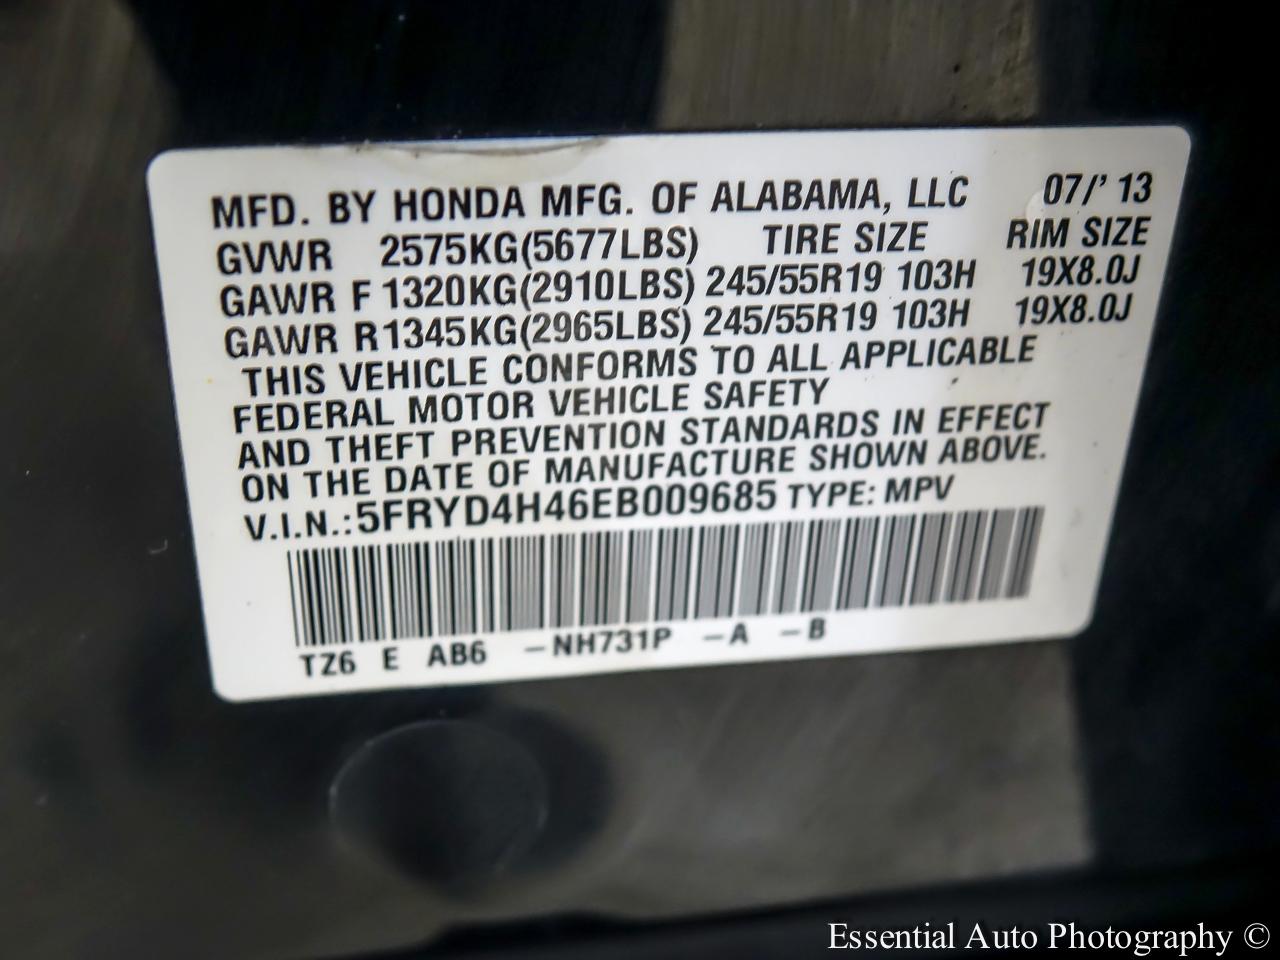 MFD. BY HONDA MFG. OF ALABAMA, LLC 07/' 13
GVWR 2575KG(5677LBS) TIRE SIZE RIM SIZE
GAWR F 1320KG(2910LBS) 245/55R19 103H 19X8.0J
GAWR R 1345KG(2965LBS) 245/55R19 103H 19X8.0J
THIS VEHICLE CONFORMS TO ALL APPLICABLE
FEDERAL MOTOR VEHICLE SAFETY
AND THEFT PREVENTION STANDARDS IN EFFECT
ON THE DATE OF MANUFACTURE SHOWN ABOVE.
V.I.N.: 5FRYD4H46EB009685 TYPE: MPV
TZ6 E AB6 -NH731P -A -B
Essential Auto Photography ©